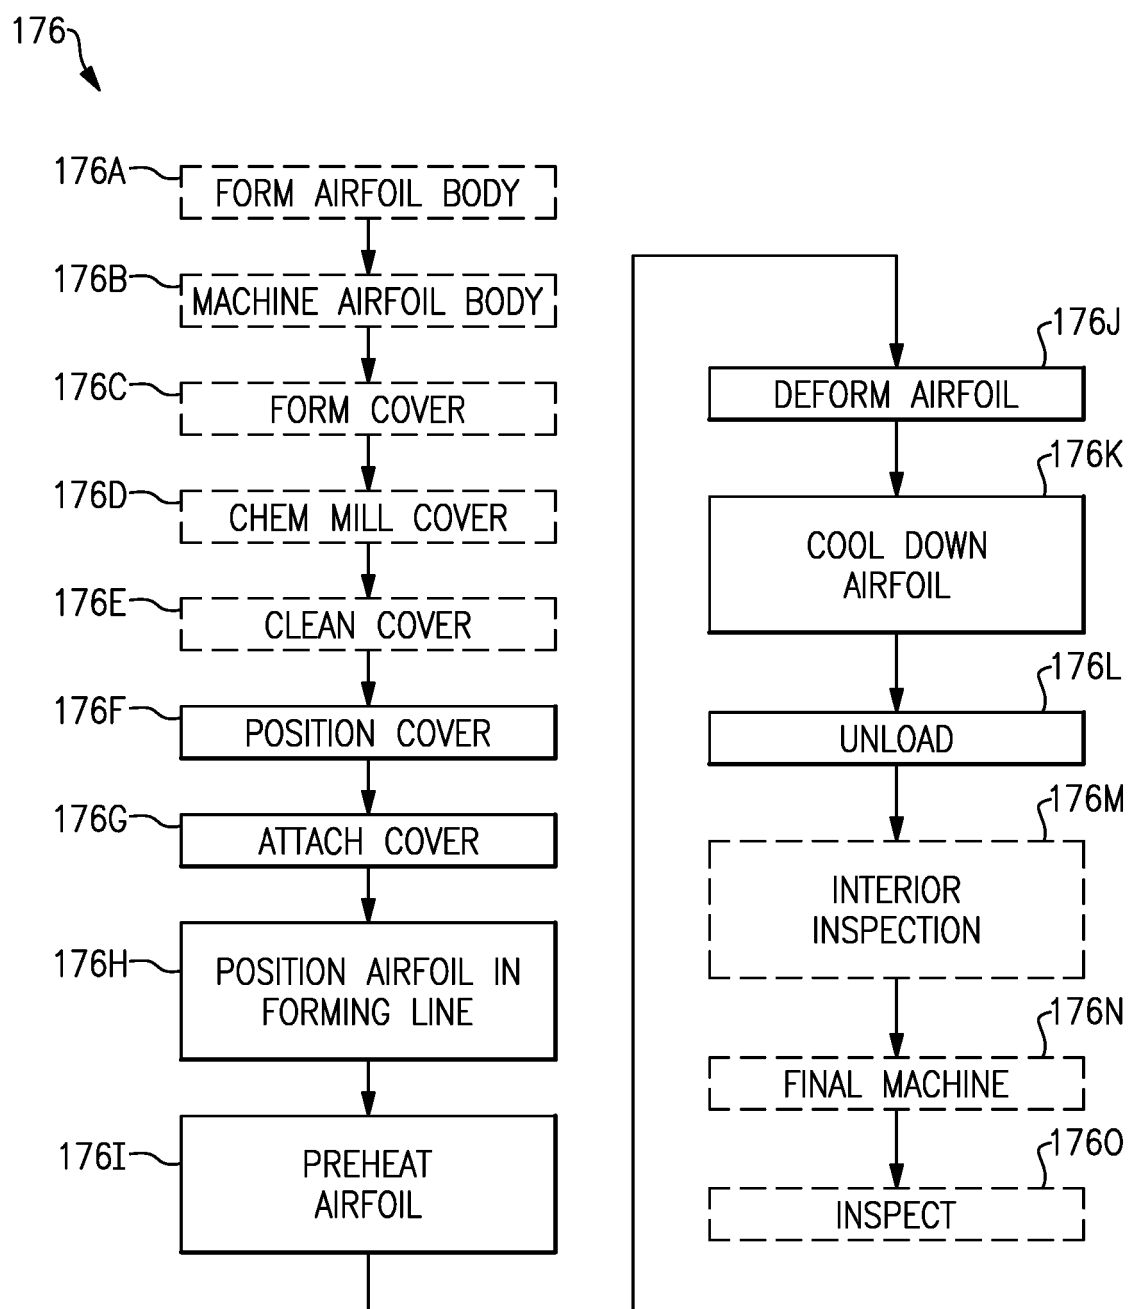 176
176A
FORM AIRFOIL BODY
176B
MACHINE AIRFOIL BODY
176C
FORM COVER
176D
CHEM MILL COVER
176E
CLEAN COVER
176F
POSITION COVER
176G
ATTACH COVER
176H
POSITION AIRFOIL IN
FORMING LINE
176I
PREHEAT
AIRFOIL
176J
DEFORM AIRFOIL
176K
COOL DOWN
AIRFOIL
176L
UNLOAD
176M
INTERIOR
INSPECTION
176N
FINAL MACHINE
176O
INSPECT